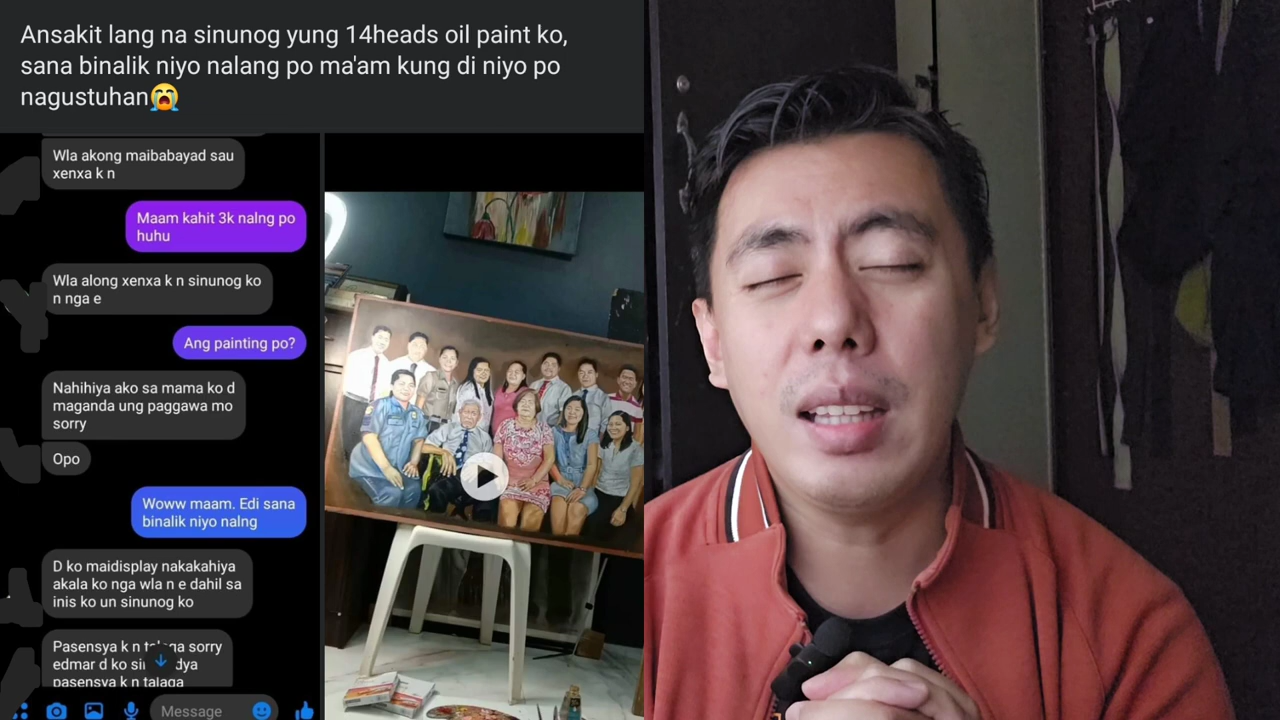 Ansakit lang na sinunog yung 14heads oil paint ko,
sana binalik niyo nalang po ma'am kung di niyo po
nagustuhan😭
Wla akong maibabayad sau
xenxa k n
Maam kahit 3k nalng po
huhu
Wla along xenxa k n sinunog ko
n nga e
Ang painting po?
Nahihiya ako sa mama ko d
maganda ung paggawa mo
sorry
Opo
Woww maam. Edi sana
binalik niyo nalng
D ko maidisplay nakakahiya
akala ko nga wla n e dahil sa
inis ko un sinunog ko
Pasensya k n sorry
edmar d ko
pasensya k n talaga
Message